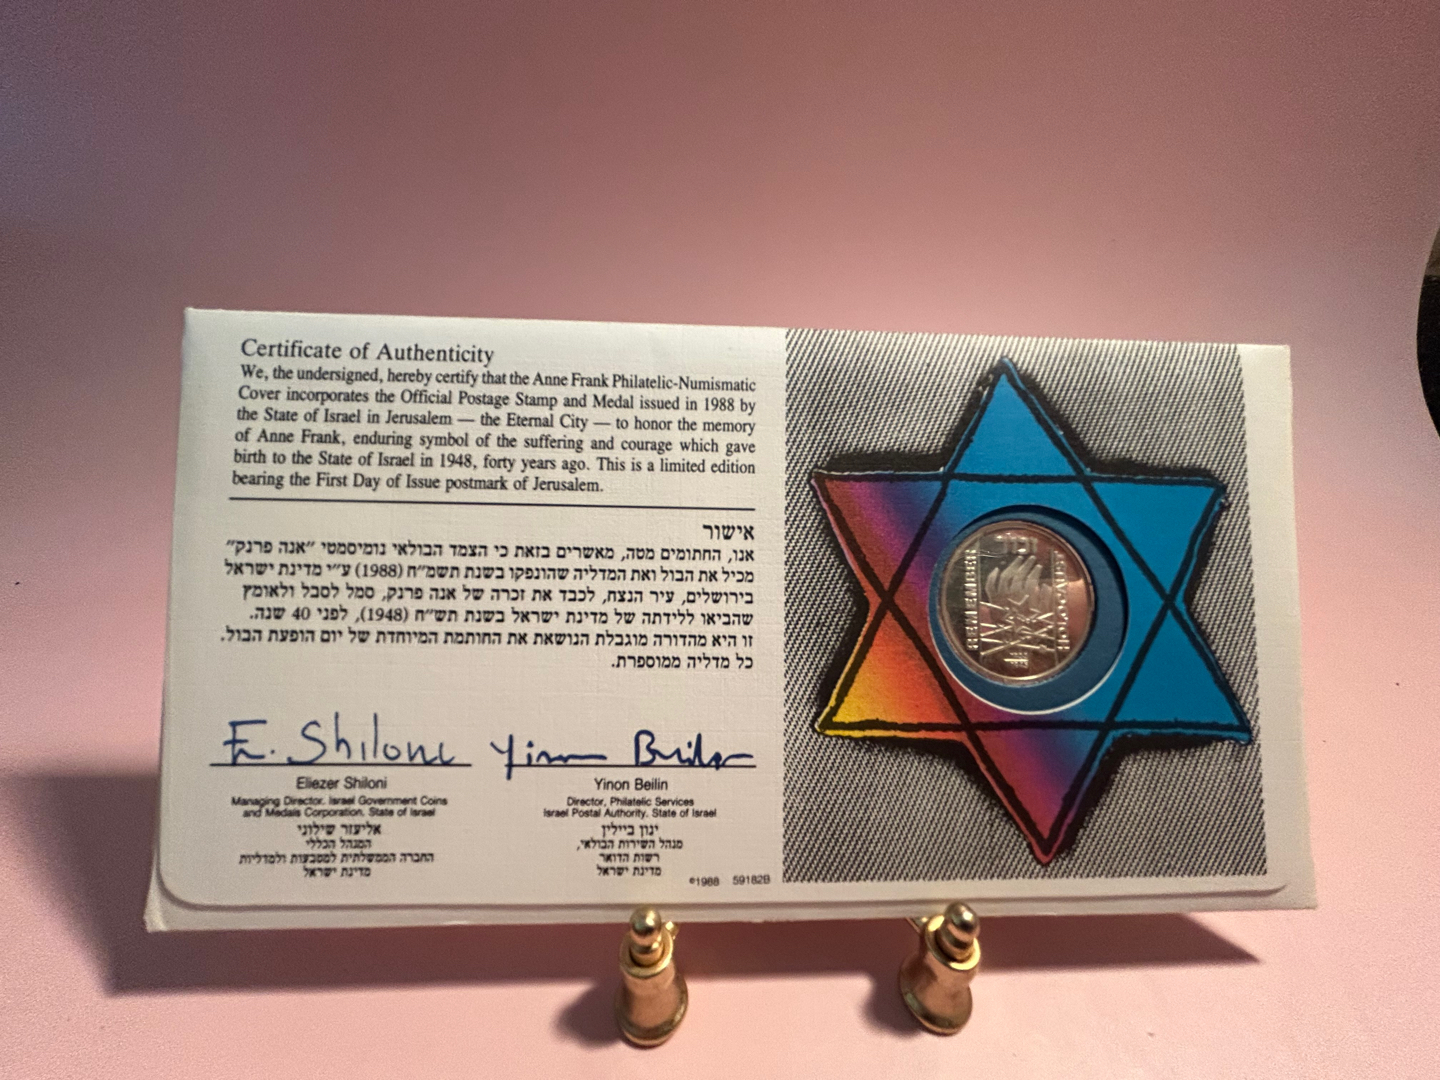 Certificate of Authenticity
We, the undersigned, hereby certify that the Anne Frank Philatelic-Numismatic
Cover incorporates the Official Postage Stamp and Medal issued in 1988 by
the State of Israel in Jerusalem — the Eternal City — to honor the memory
of Anne Frank, enduring symbol of the suffering and courage which gave
birth to the State of Israel in 1948, forty years ago. This is a limited edition
bearing the First Day of Issue postmark of Jerusalem.
אישור
אנו, החתומים מטה, מאשרים בזאת כי הצמד הבולאי נומיסמטי ״אנה פרנק״
מכיל את הבול ואת המדליה שהונפקו בשנת תשמ״ח (1988) ע״י מדינת ישראל
בירושלים, עיר הנצח, לכבד את זכרה של אנה פרנק, סמל לסבל ולאומץ
שהביאו ללידתה של מדינת ישראל בשנת תש״ח (1948), לפני 40 שנה.
זו היא מהדורה מוגבלת הנושאת את החותמת המיוחדת של יום הופעת הבול.
כל מדליה ממוספרת.
E. Shiloni
Yinon Beilin
Eliezer Shiloni
Managing Director, Israel Government Coins
and Medals Corporation, State of Israel
אליעזר שילוני
המנהל הכללי
החברה הממשלתית למטבעות ולמדליות
מדינת ישראל
Yinon Beilin
Director, Philatelic Services
Israel Postal Authority, State of Israel
ינון ביילין
מנהל השירות הבולאי,
רשות הדואר
מדינת ישראל
©1988 59182B
זכור
REMEMBER
HOLOCAUST